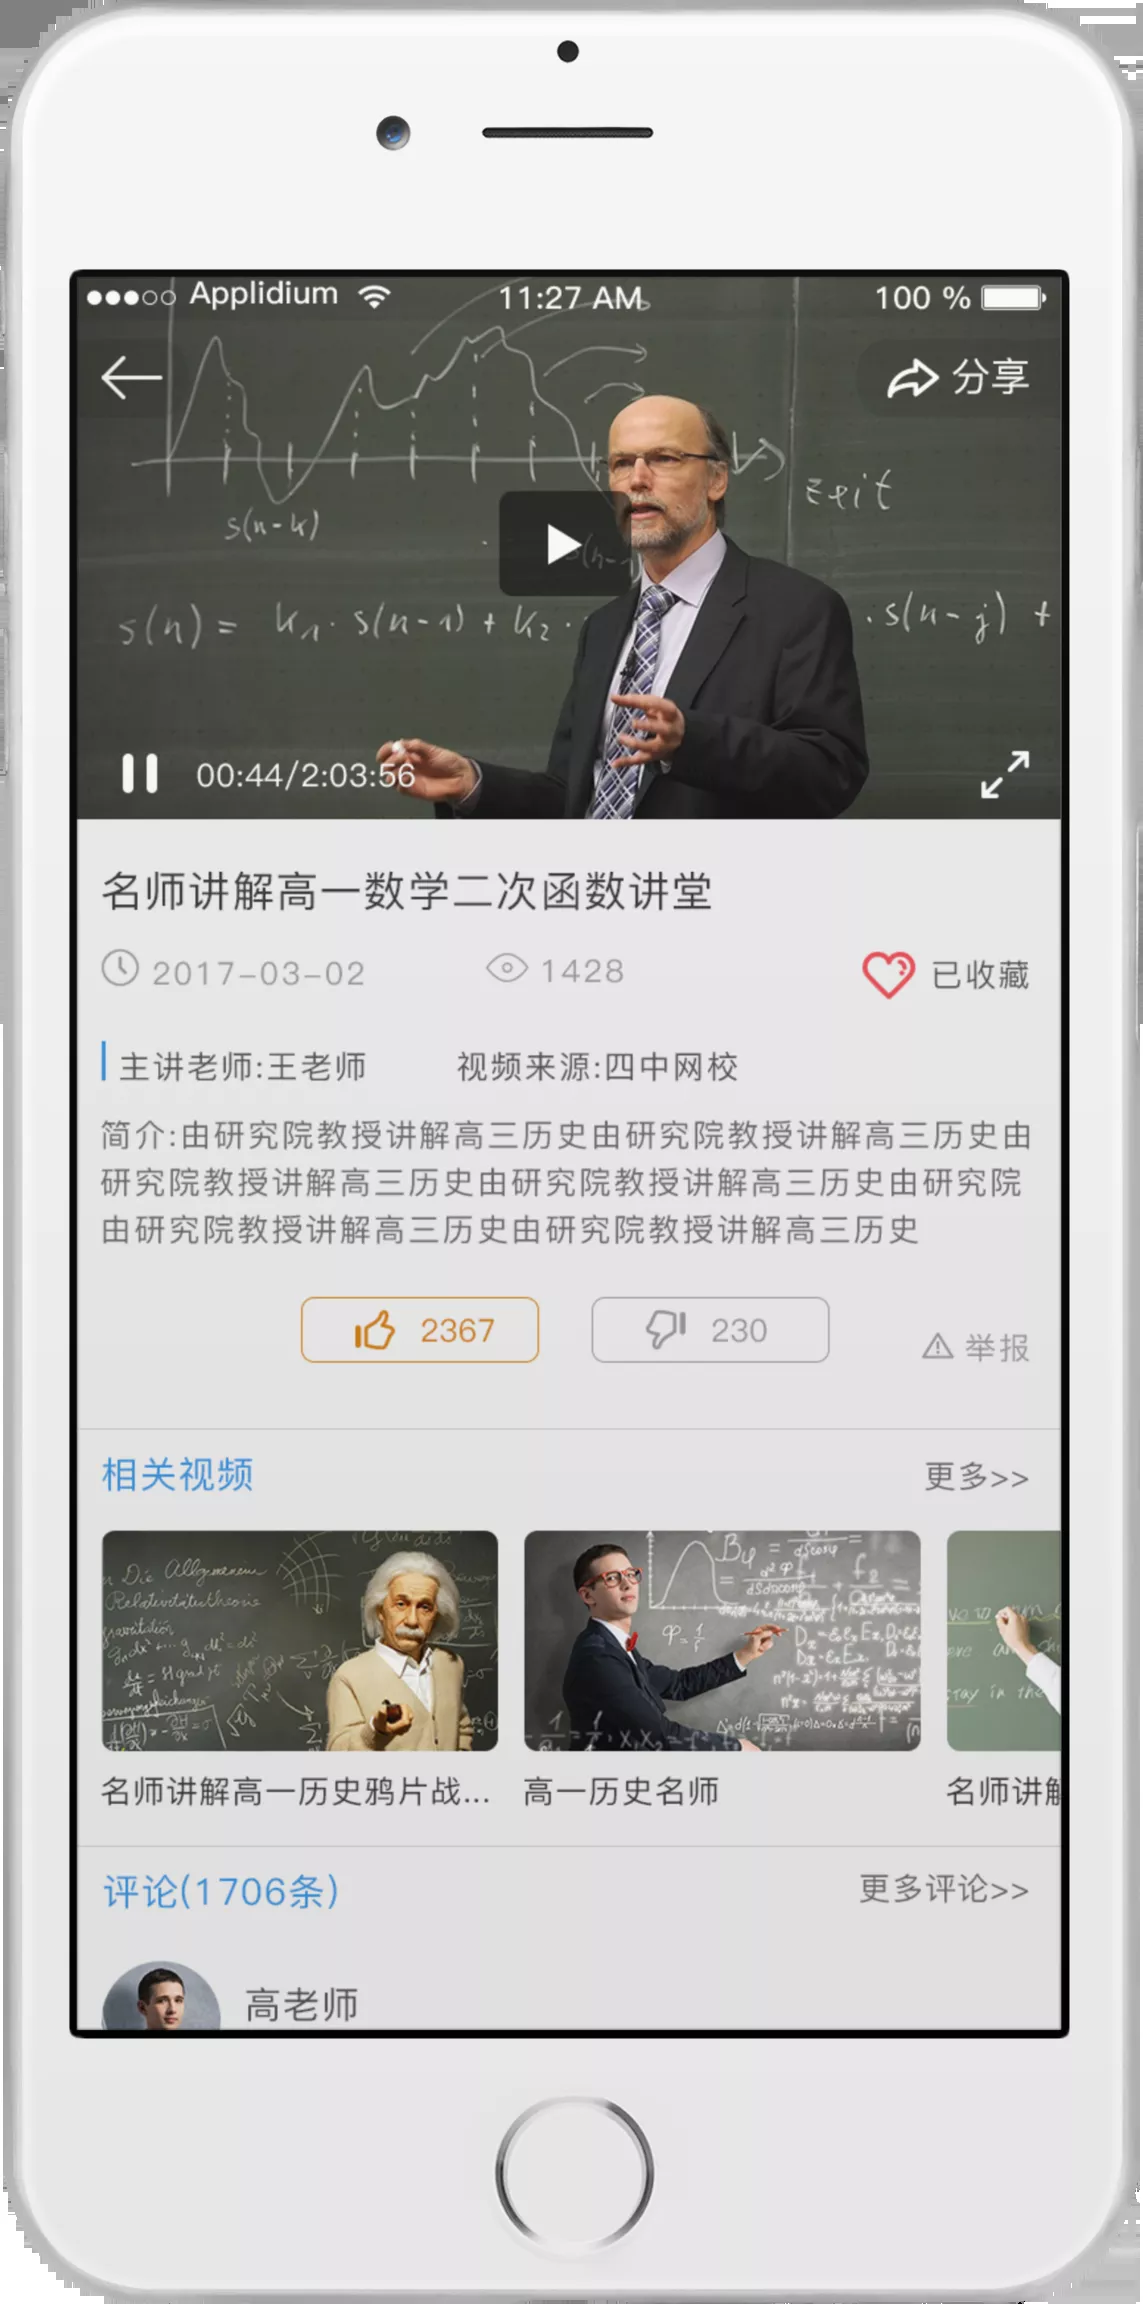 Applidium 11:27 AM 100 %
分享
Exit
s(n-k)
s(n) = k₁· s(n-1) + k₂· ·s(n-j) +
00:44/2:03:56
名师讲解高一数学二次函数讲堂
2017-03-02 1428 已收藏
主讲老师:王老师 视频来源:四中网校
简介:由研究院教授讲解高三历史由研究院教授讲解高三历史由
研究院教授讲解高三历史由研究院教授讲解高三历史由研究院
由研究院教授讲解高三历史由研究院教授讲解高三历史
2367 230 举报
相关视频 更多>>
Die Allgemeine
Relativitätstheorie
名师讲解高一历史鸦片战... 高一历史名师 名师讲解
评论(1706条) 更多评论>>
高老师